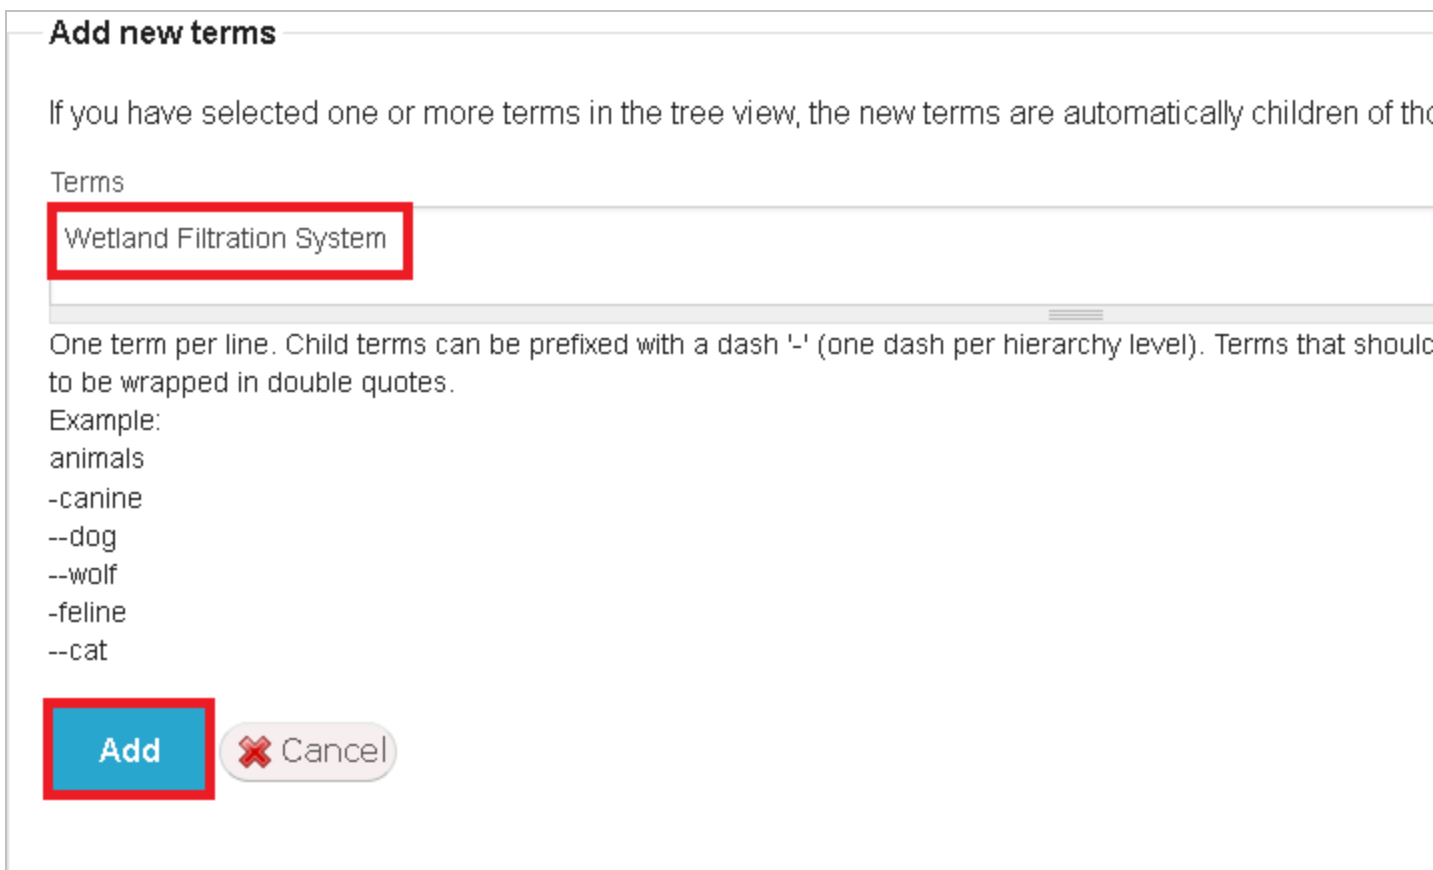 Add new terms
If you have selected one or more terms in the tree view, the new terms are automatically children of
Terms
Wetland Filtration System
One term per line. Child terms can be prefixed with a dash '-' (one dash per hierarchy level). Terms that
to be wrapped in double quotes.
Example:
animals
-canine
--dog
--wolf
-feline
--cat
Add
Cancel